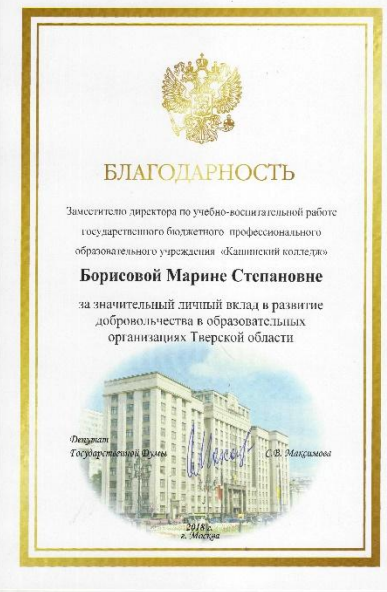 БЛАГОДАРНОСТЬ
Заместителю директора по учебно-воспитательной работе
государственного бюджетного профессионального
образовательного учреждения «Кашинский колледж»
Борисовой Марине Степановне
за значительный личный вклад в развитие
добровольчества в образовательных
организациях Тверской области
Депутат
Государственной Думы
С.В. Максимова
2018 г.
г. Москва